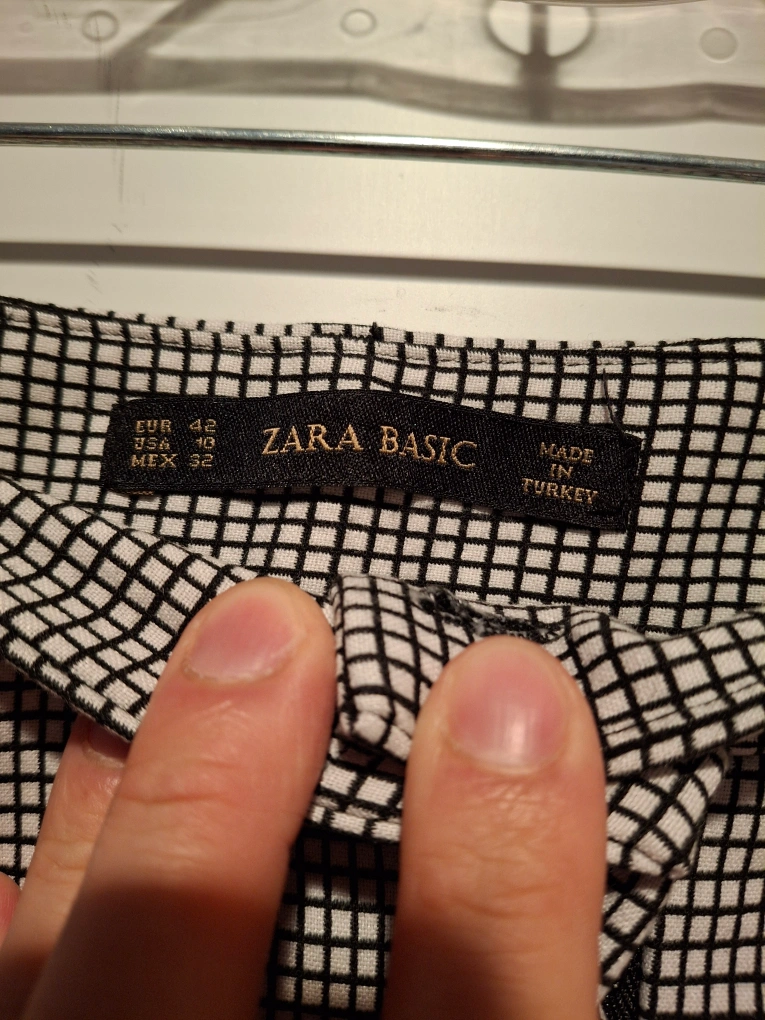 EUR 42
USA 10
MEX 32
ZARA BASIC
MADE
IN
TURKEY